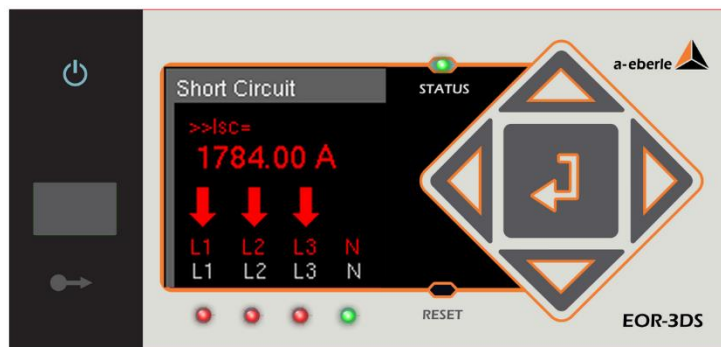 a-eberle
Short Circuit
STATUS
>>Isc=
1784.00 A
L1 L2 L3 N
L1 L2 L3 N
RESET
EOR-3DS